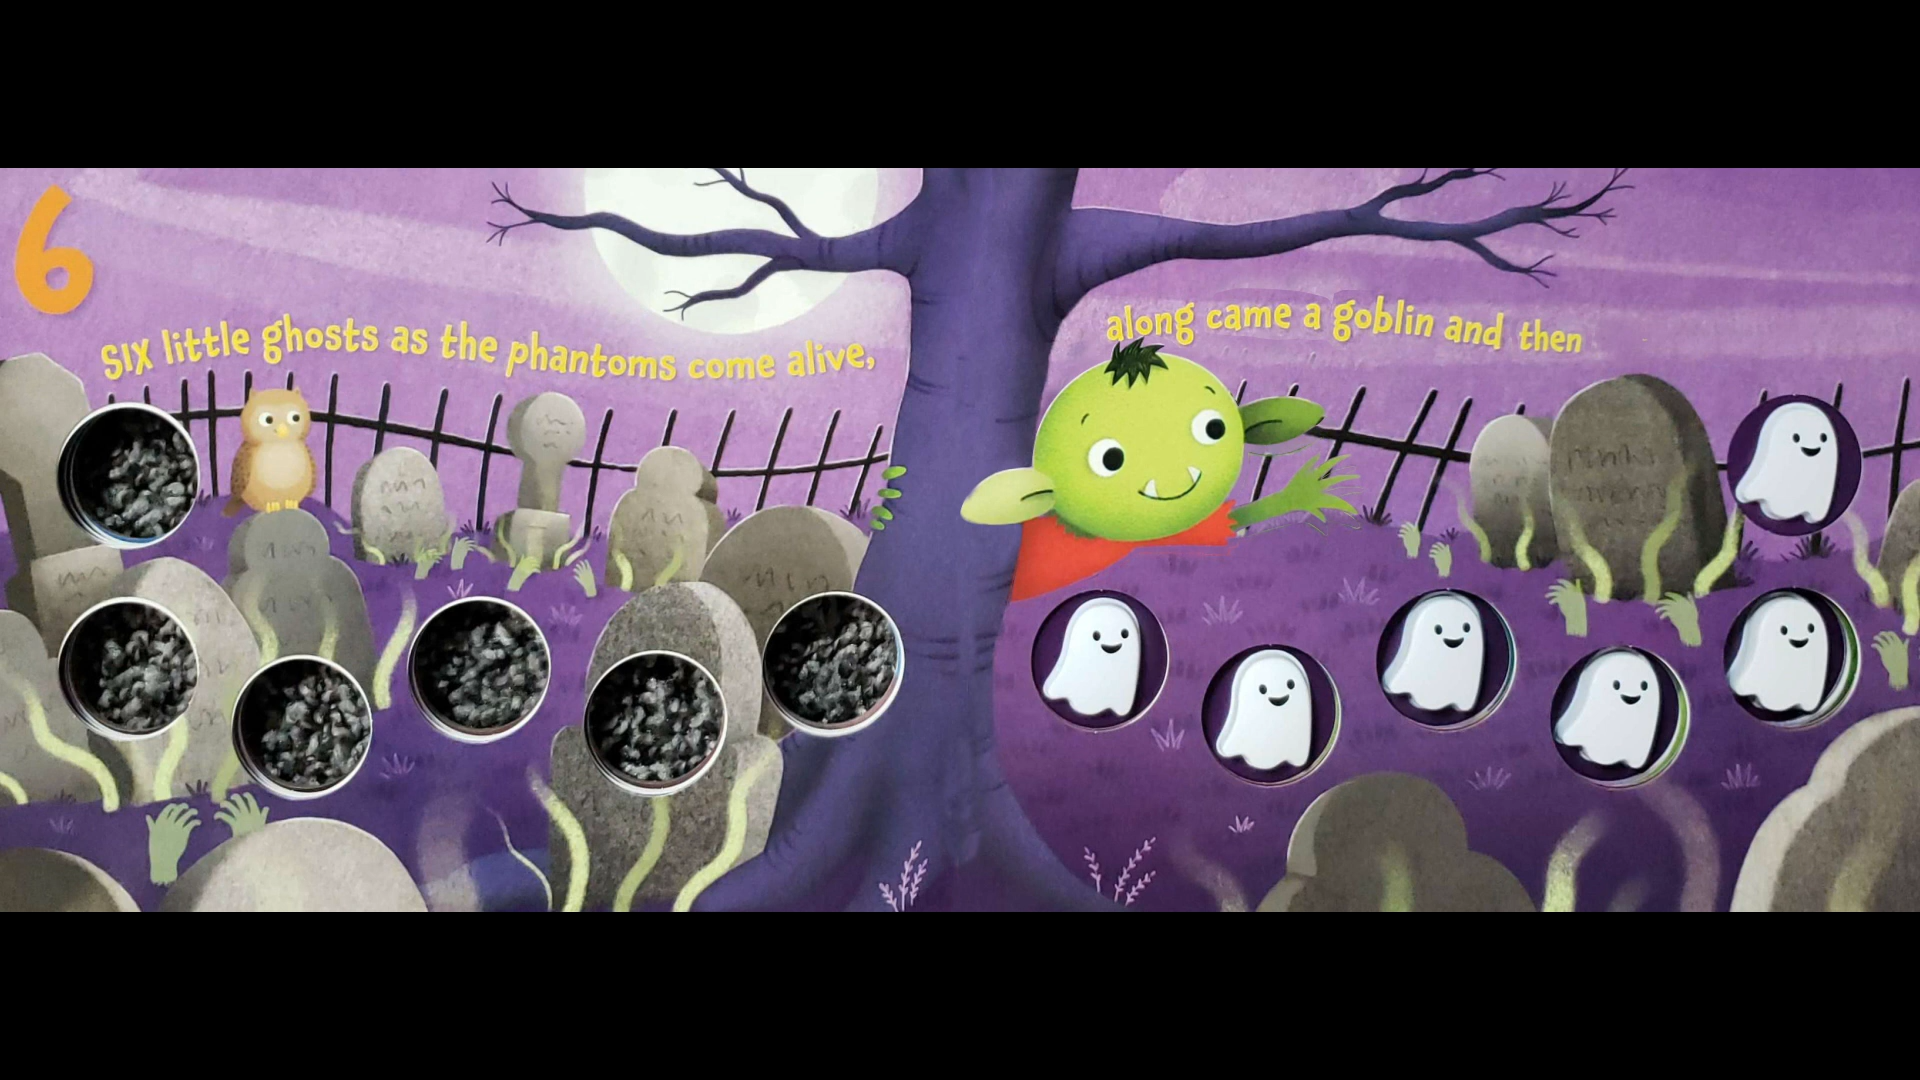 6
SIX little ghosts as the phantoms come alive,
along came a goblin and then